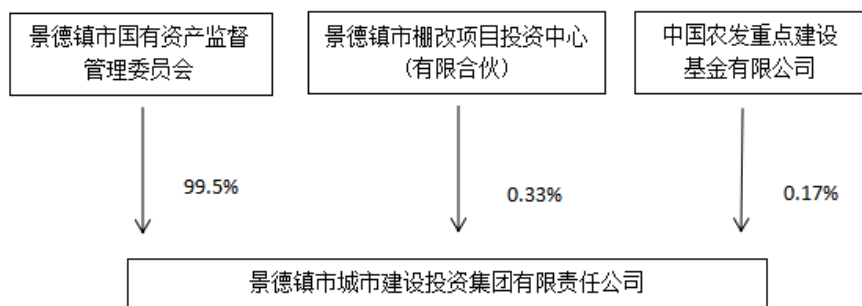 景德镇市国有资产监督
管理委员会
景德镇市棚改项目投资中心
(有限合伙)
中国农发重点建设
基金有限公司
99.5%
0.33%
0.17%
景德镇市城市建设投资集团有限责任公司